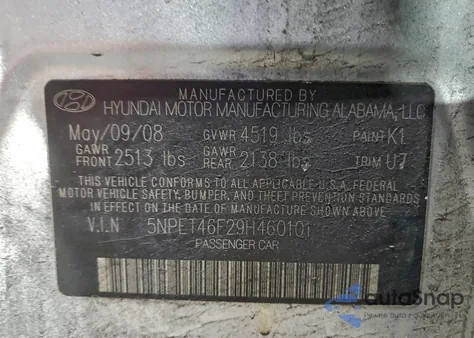 MANUFACTURED BY
HYUNDAI MOTOR MANUFACTURING ALABAMA, LLC
May/09/08 GVWR 4519 lbs PAINT K1
GAWR FRONT 2513 lbs GAWR REAR 2138 lbs TRIM U7
THIS VEHICLE CONFORMS TO ALL APPLICABLE U.S. FEDERAL
MOTOR VEHICLE SAFETY, BUMPER, AND THEFT PREVENTION
STANDARDS IN EFFECT ON THE DATE OF MANUFACTURE SHOWN ABOVE.
V.I.N 5NPET46F29H460101
PASSENGER CAR
autoSnap